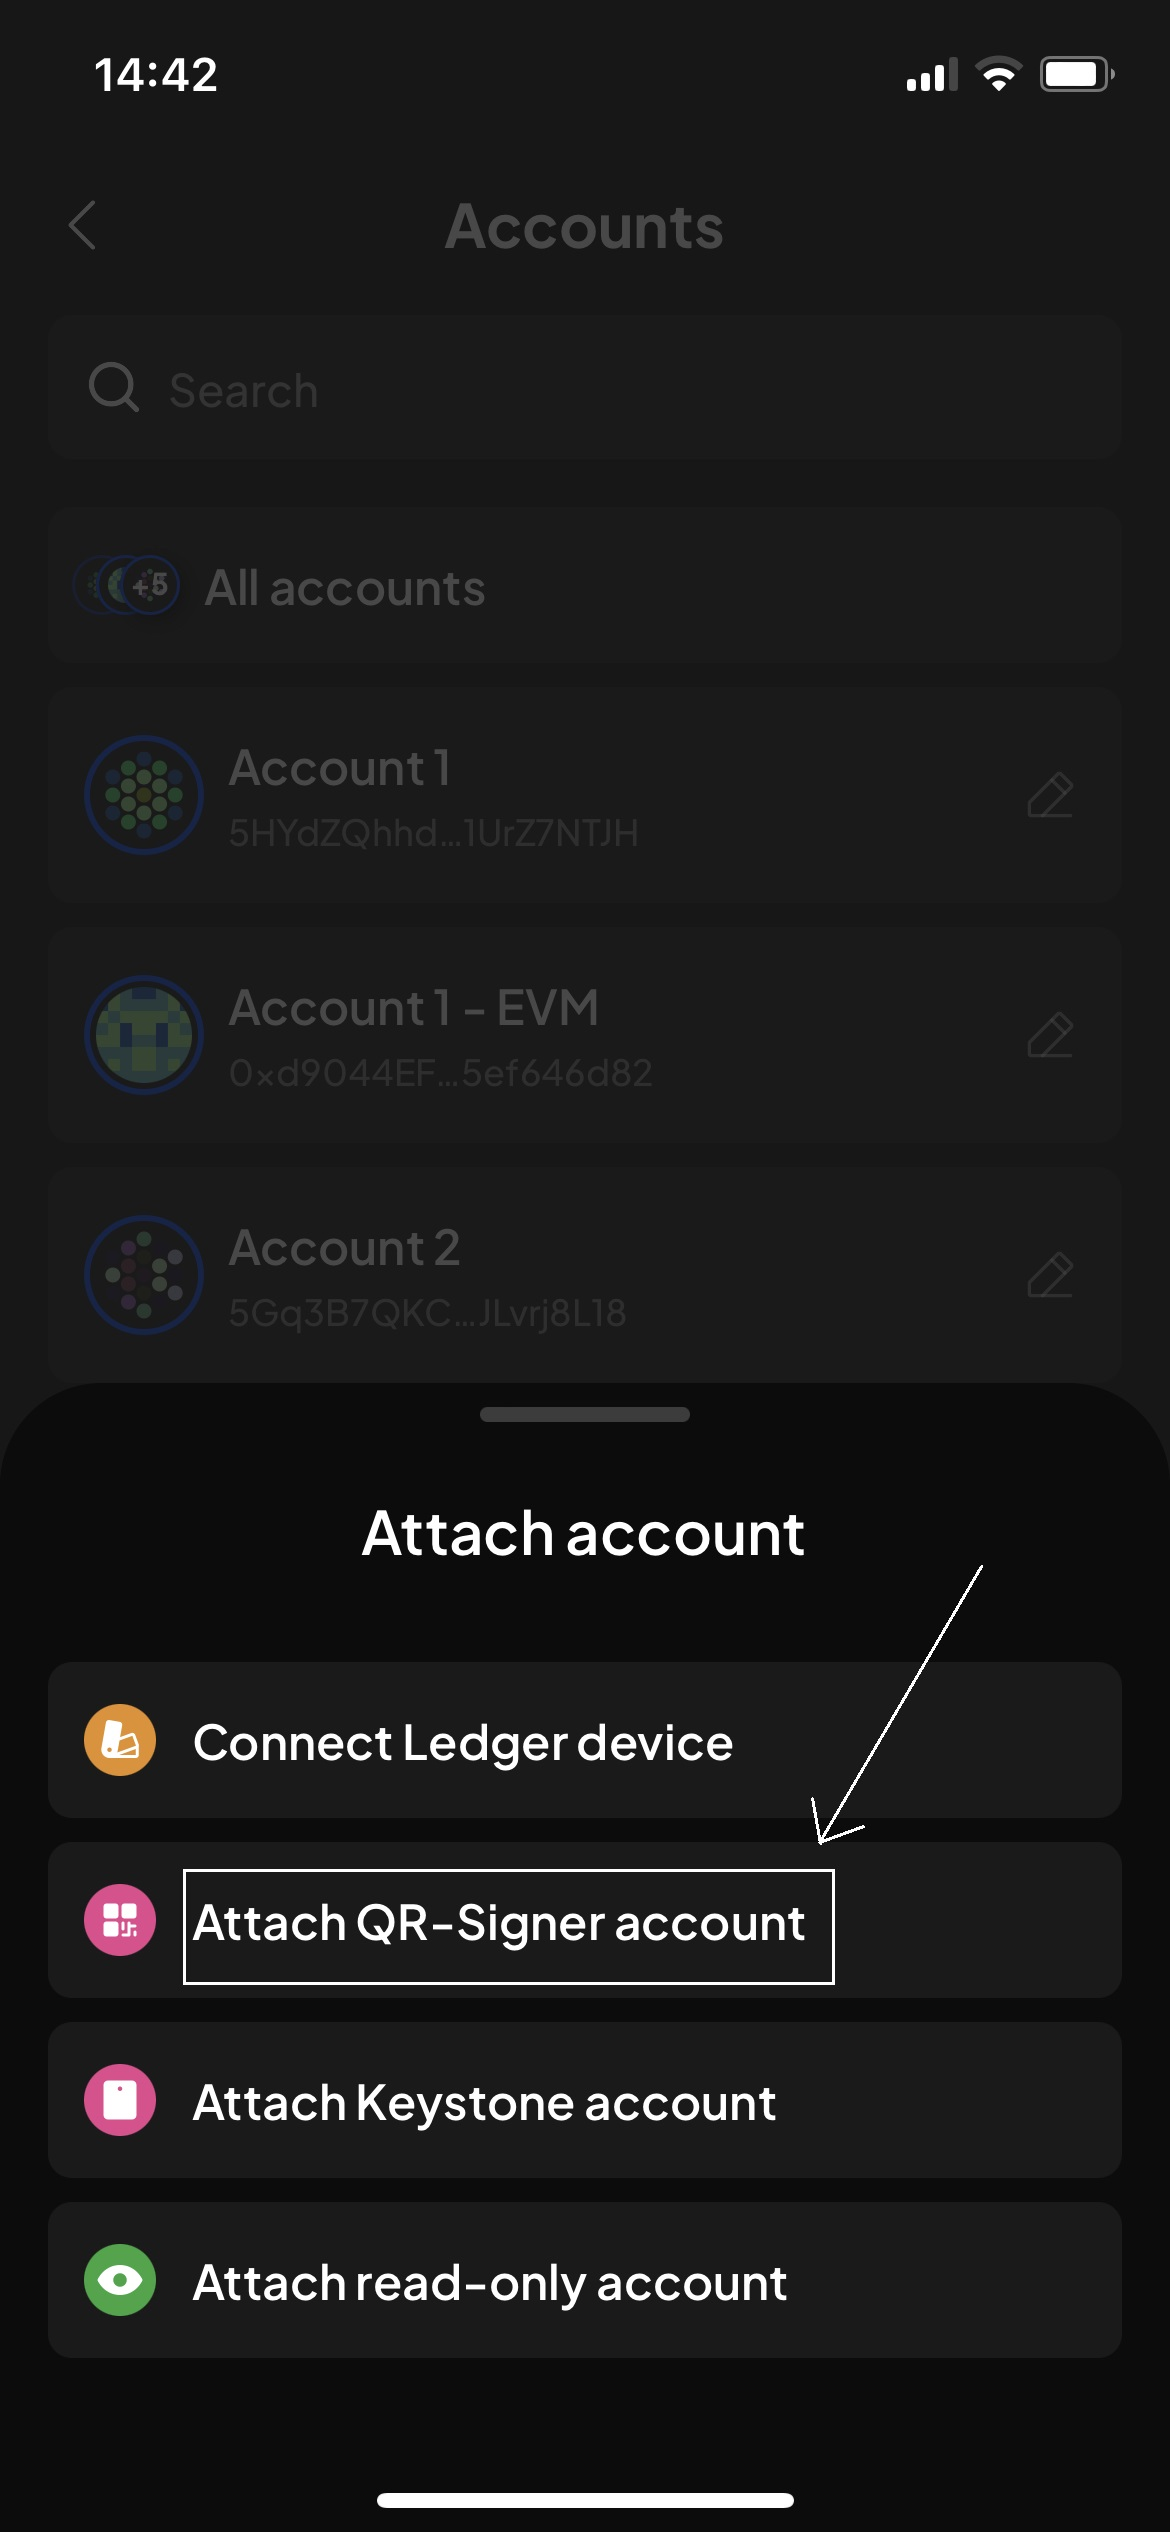 14:42
Accounts
Search
+5 All accounts
Account 1
5HYdZQhhd...1UrZ7NTJH
Account 1 - EVM
0xd9044EF...5ef646d82
Account 2
5Gq3B7QKC...JLvrj8L18
Attach account
Connect Ledger device
Attach QR-Signer account
Attach Keystone account
Attach read-only account